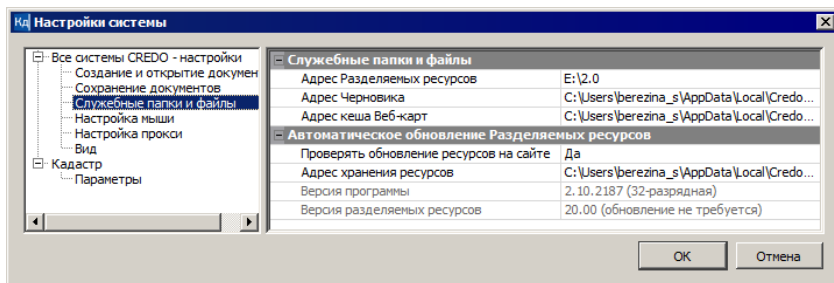 Кд Настройки системы
Все системы CREDO - настройки
Создание и открытие докумен
Сохранение документов
Служебные папки и файлы
Настройка мыши
Настройка прокси
Вид
Кадастр
Параметры
Служебные папки и файлы
Адрес Разделяемых ресурсов E:\2.0
Адрес Черновика C:\Users\berezina_s\AppData\Local\Credo...
Адрес кеша Веб-карт C:\Users\berezina_s\AppData\Local\Credo...
Автоматическое обновление Разделяемых ресурсов
Проверять обновление ресурсов на сайте Да
Адрес хранения ресурсов C:\Users\berezina_s\AppData\Local\Credo...
Версия программы 2.10.2187 (32-разрядная)
Версия разделяемых ресурсов 20.00 (обновление не требуется)
ОК Отмена